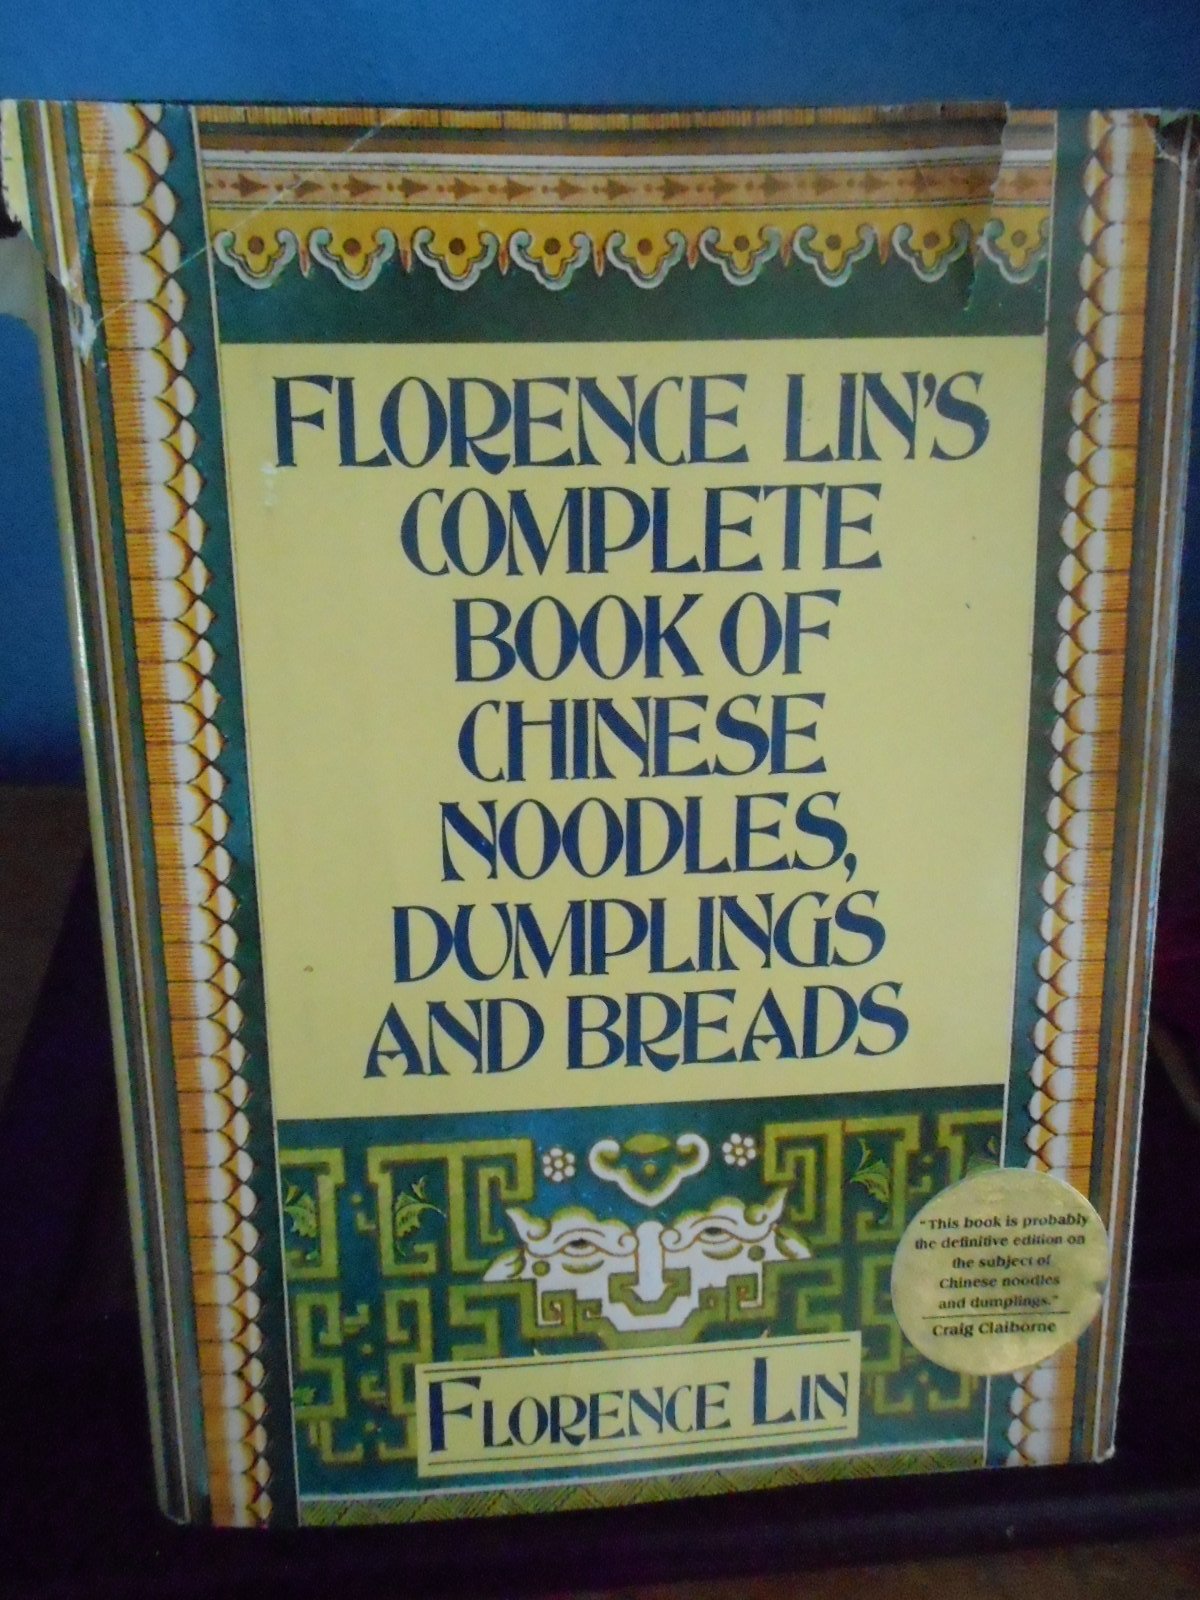 FLORENCE LIN'S
COMPLETE
BOOK OF
CHINESE
NOODLES,
DUMPLINGS
AND BREADS
"This book is probably
the definitive edition on
the subject of
Chinese noodles
and dumplings."
Craig Claiborne
FLORENCE LIN